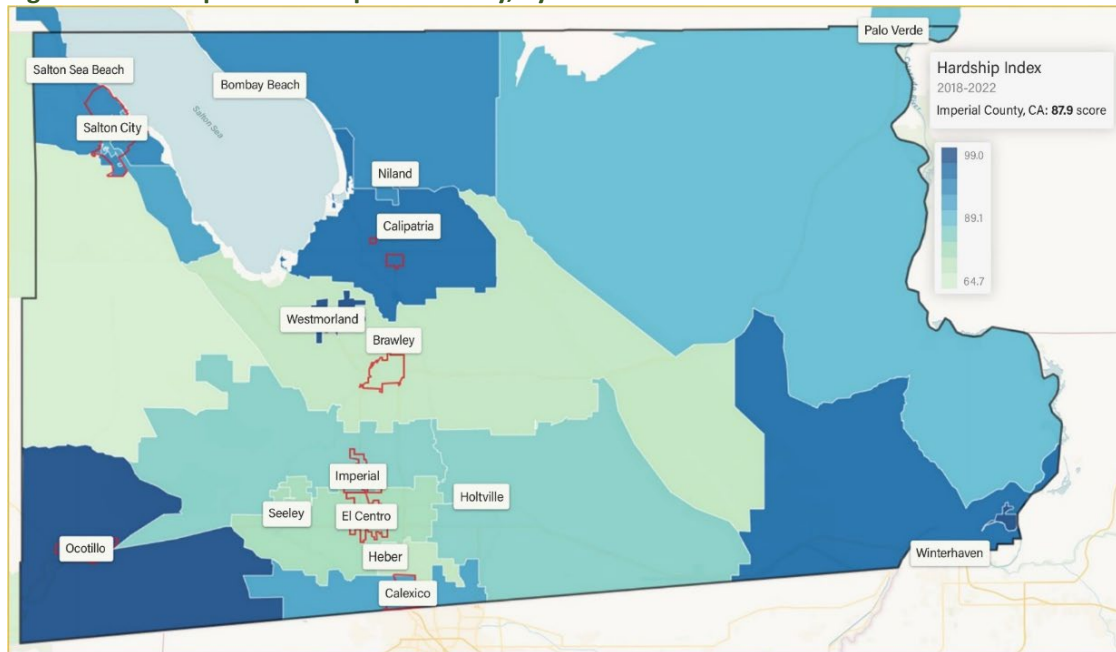 Palo Verde
Salton Sea Beach
Bombay Beach
Hardship Index
2018-2022
Imperial County, CA: 87.9 score
Salton Sea
Salton City
99.0
89.1
64.7
Niland
Calipatria
Westmorland
Brawley
Imperial
Holtville
Seeley
El Centro
Ocotillo
Heber
Winterhaven
Calexico